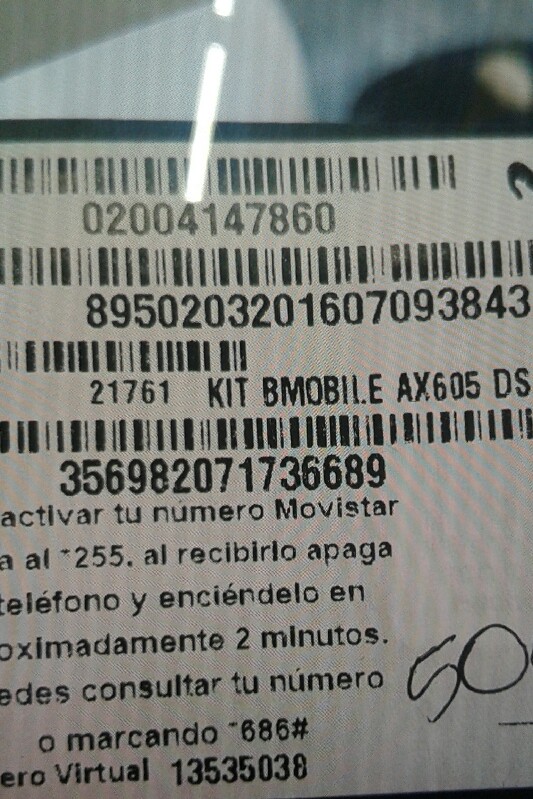 02004147860
8950203201607093843
21761 KIT BMOBILE AX605 DS
356982071736689
activar tu número Movistar
a al *255. al recibirlo apaga
teléfono y enciéndelo en
oximadamente 2 minutos.
edes consultar tu número
o marcando *686#
ero Virtual 13535038
50